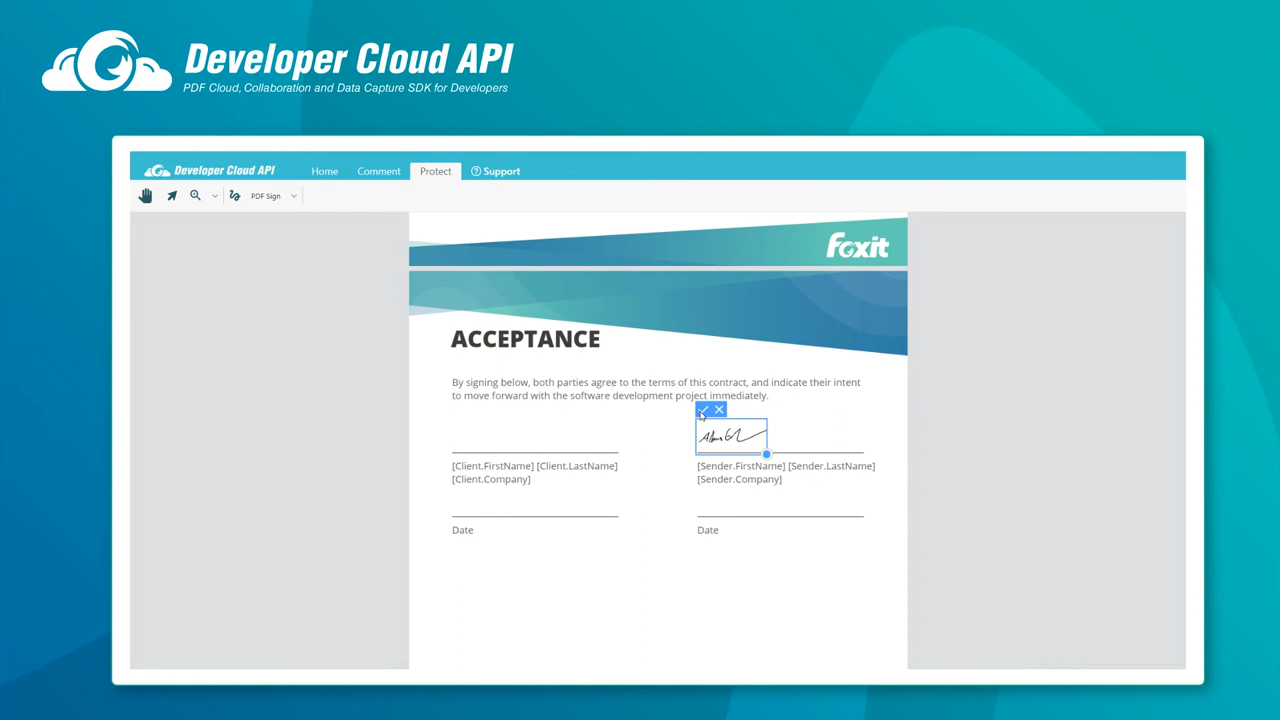 Developer Cloud API
PDF Cloud, Collaboration and Data Capture SDK for Developers
Developer Cloud API
Home
Comment
Protect
Support
PDF Sign
Foxit
ACCEPTANCE
By signing below, both parties agree to the terms of this contract, and indicate their intent
to move forward with the software development project immediately.
[Client.FirstName] [Client.LastName]
[Client.Company]
[Sender.FirstName] [Sender.LastName]
[Sender.Company]
Date
Date